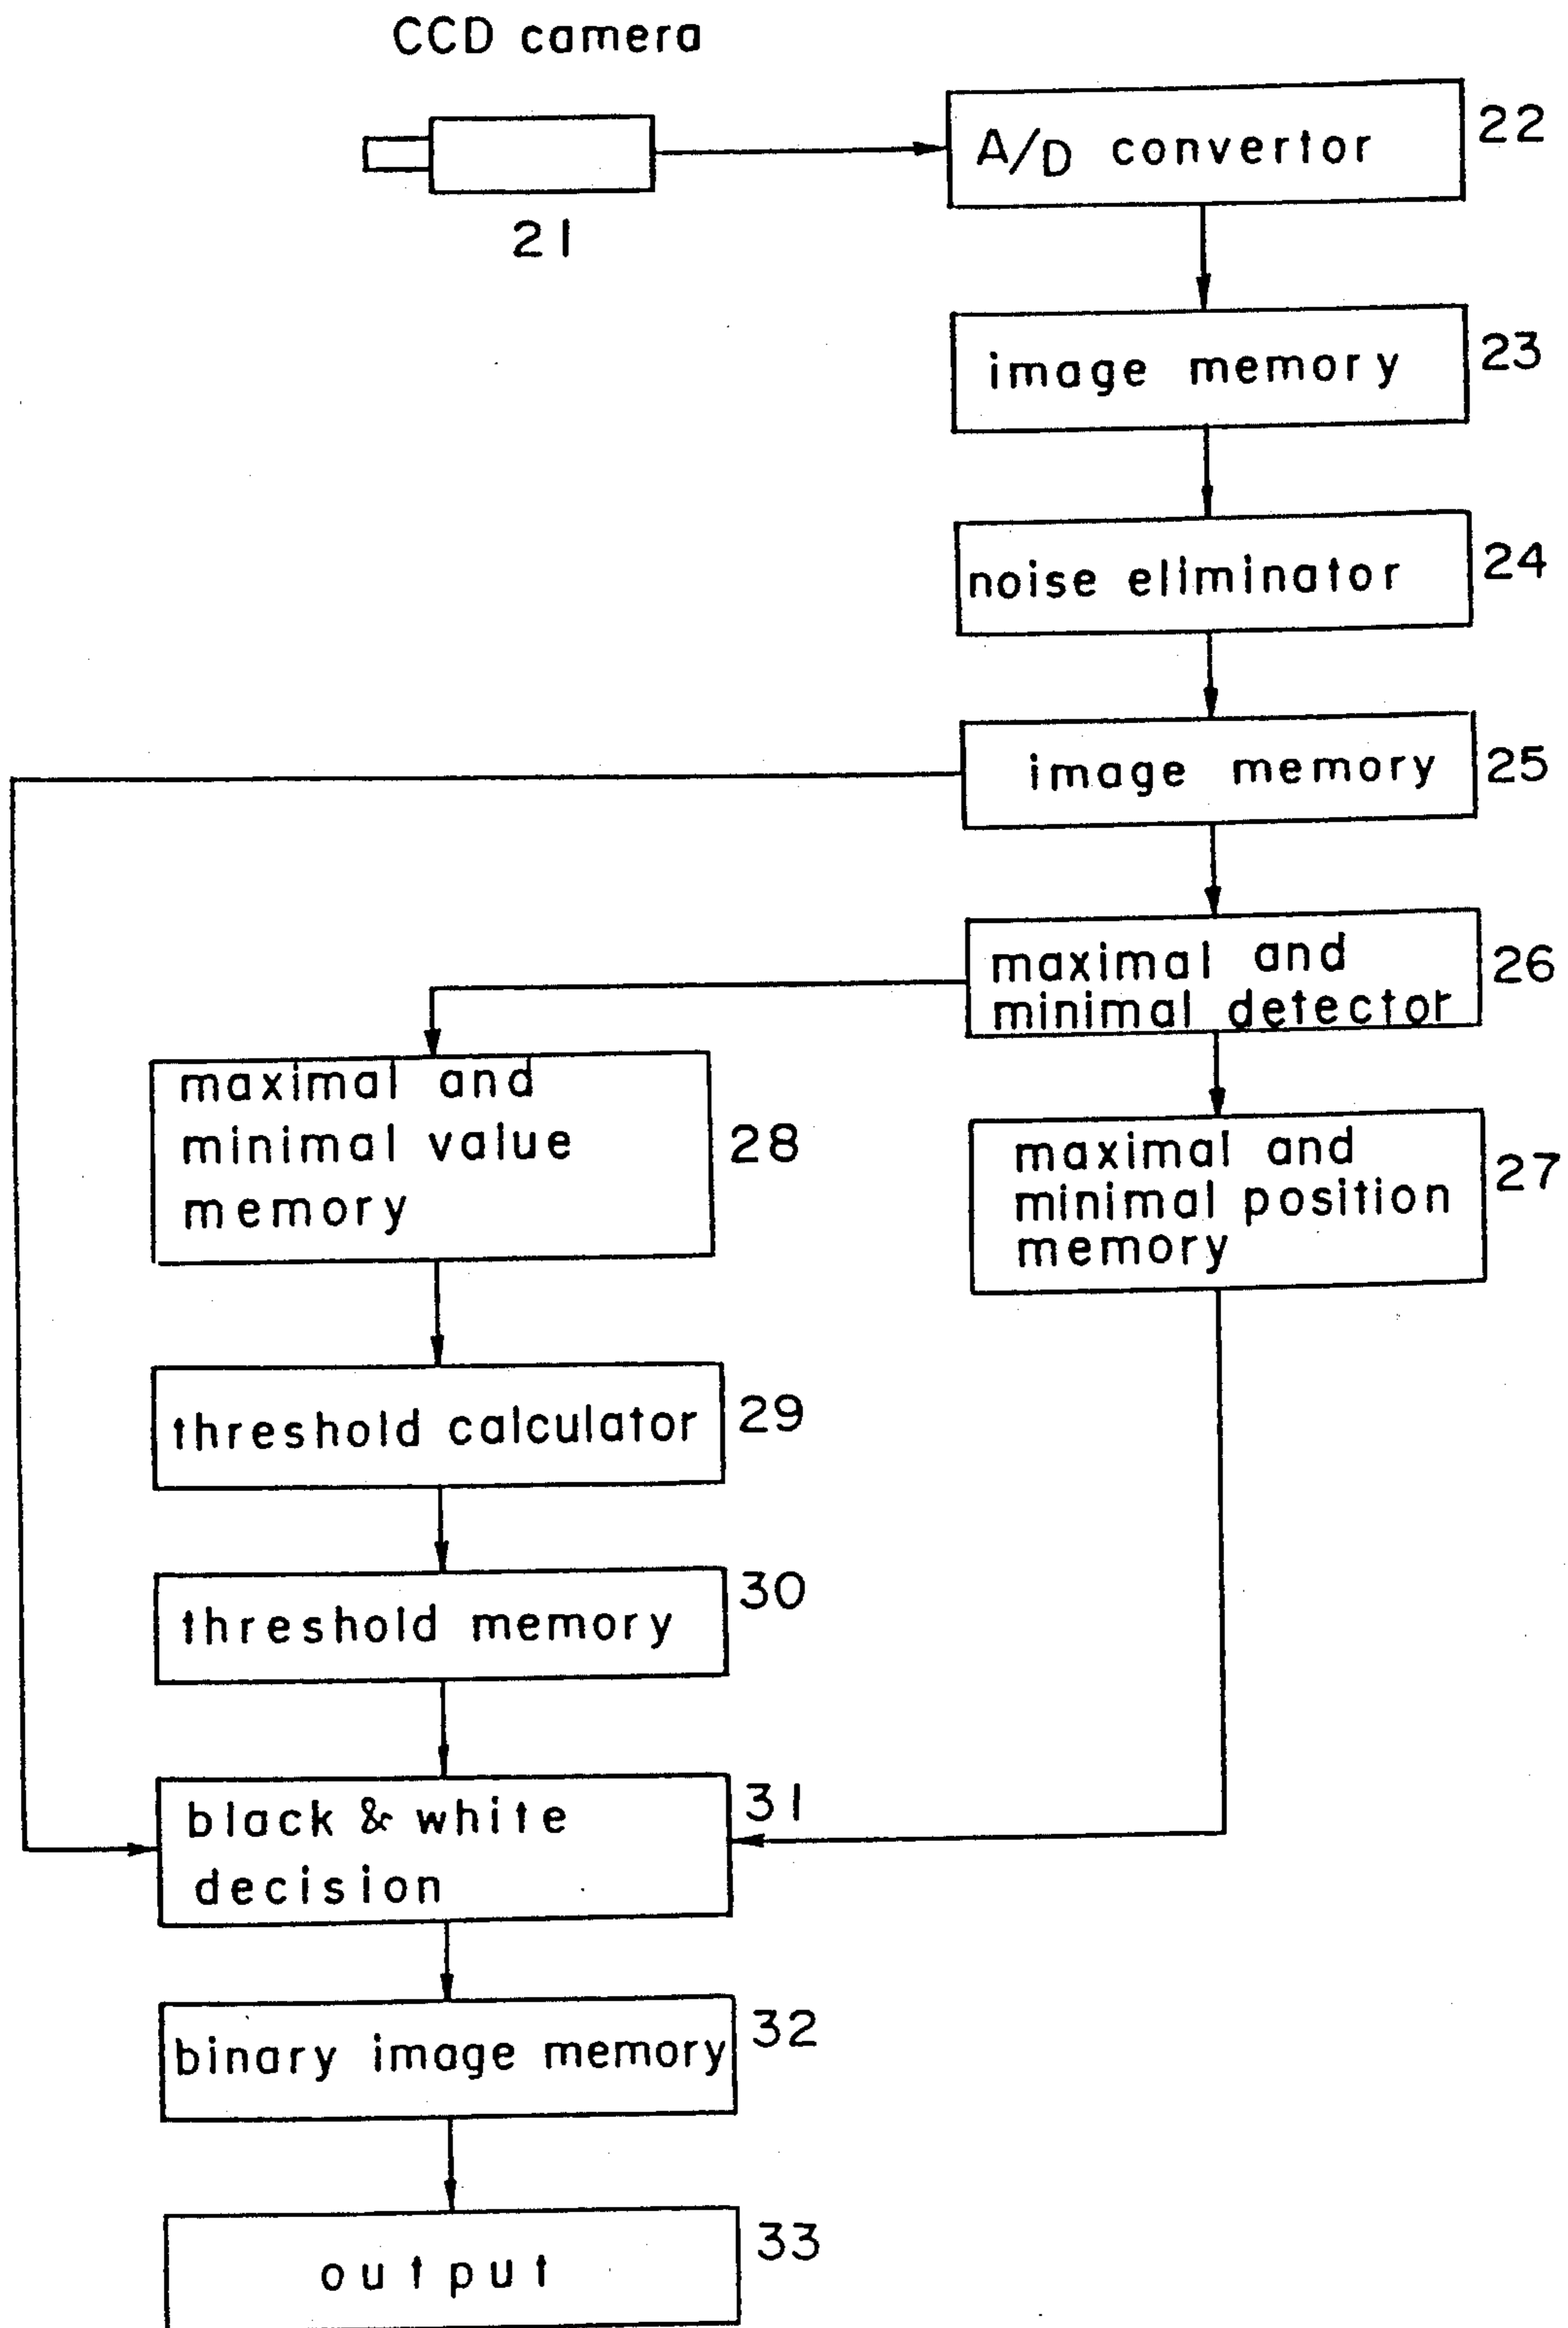 CCD camera
21
A/D convertor
22
image memory
23
noise eliminator
24
image memory
25
maximal and
minimal detector
26
maximal and
minimal value
memory
28
maximal and
minimal position
memory
27
threshold calculator
29
threshold memory
30
black & white
decision
31
binary image memory
32
output
33